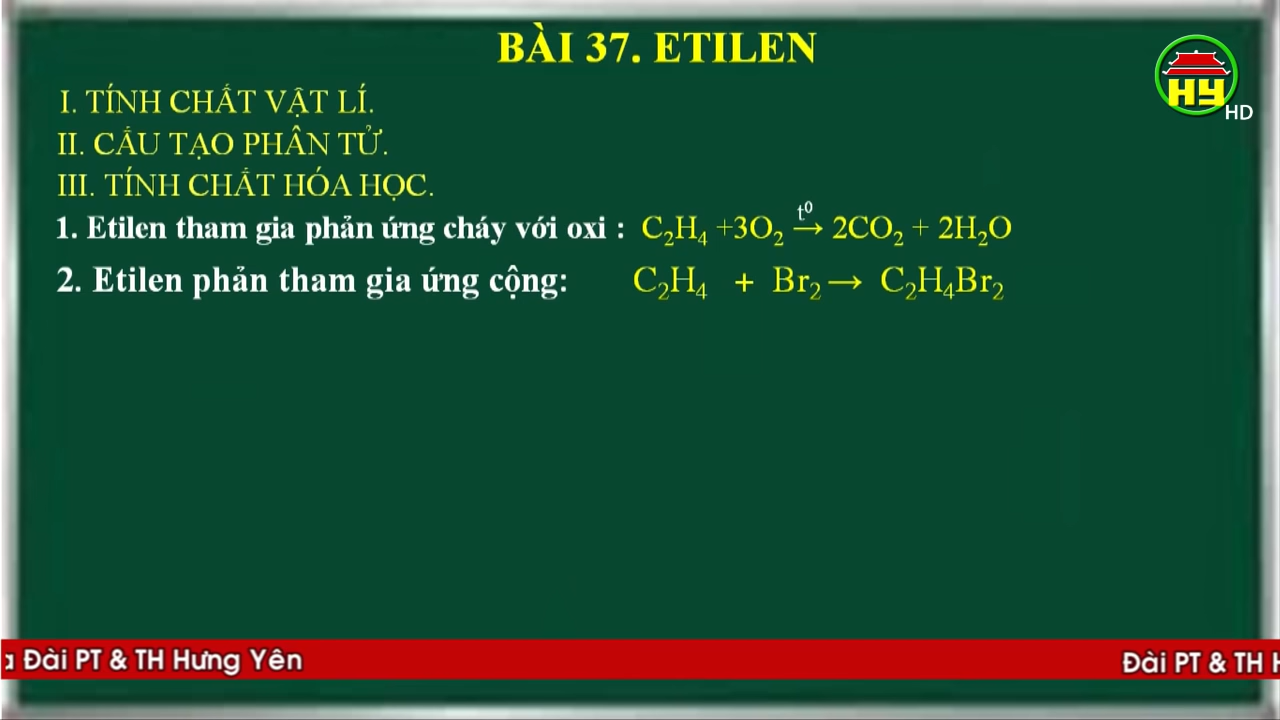 BÀI 37. ETILEN
HY
HD
I. TÍNH CHẤT VẬT LÍ.
II. CẤU TẠO PHÂN TỬ.
III. TÍNH CHẤT HÓA HỌC.
1. Etilen tham gia phản ứng cháy với oxi : C₂H₄ +3O₂ t⁰→ 2CO₂ + 2H₂O
2. Etilen phản tham gia ứng cộng: C₂H₄ + Br₂ → C₂H₄Br₂
Đài PT & TH Hưng Yên Đài PT & TH